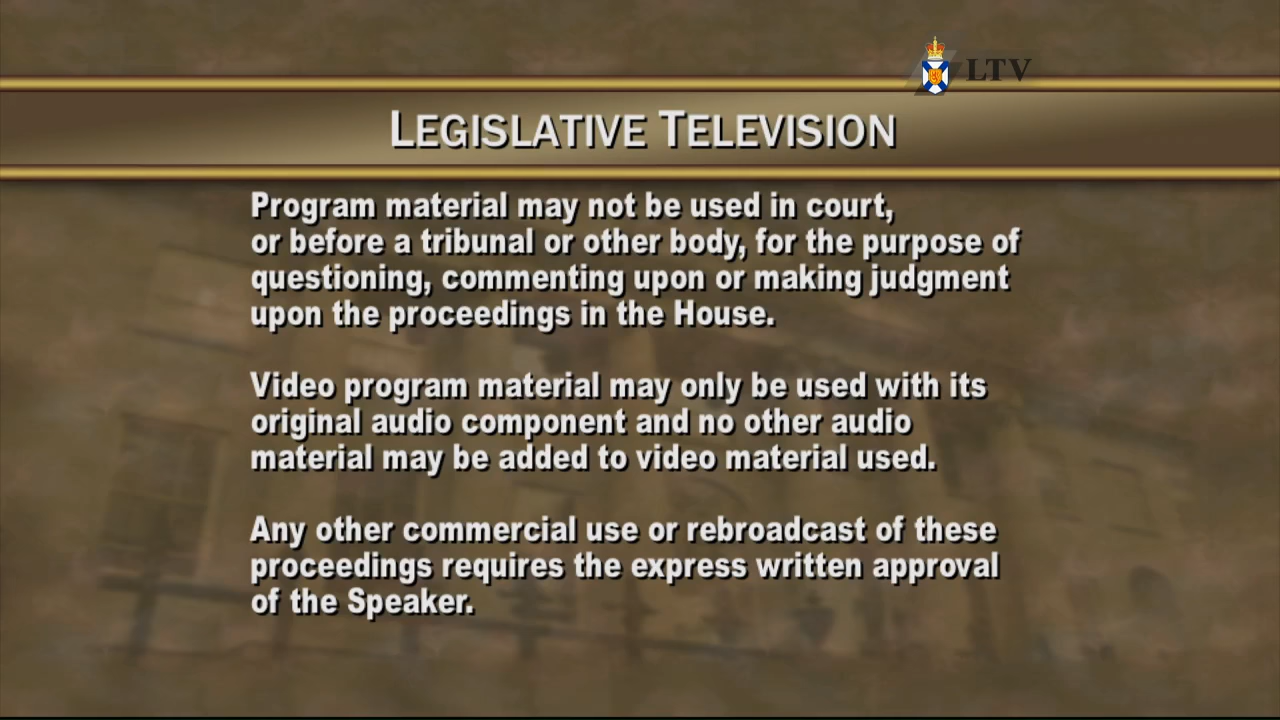 LTV
LEGISLATIVE TELEVISION
Program material may not be used in court,
or before a tribunal or other body, for the purpose of
questioning, commenting upon or making judgment
upon the proceedings in the House.
Video program material may only be used with its
original audio component and no other audio
material may be added to video material used.
Any other commercial use or rebroadcast of these
proceedings requires the express written approval
of the Speaker.